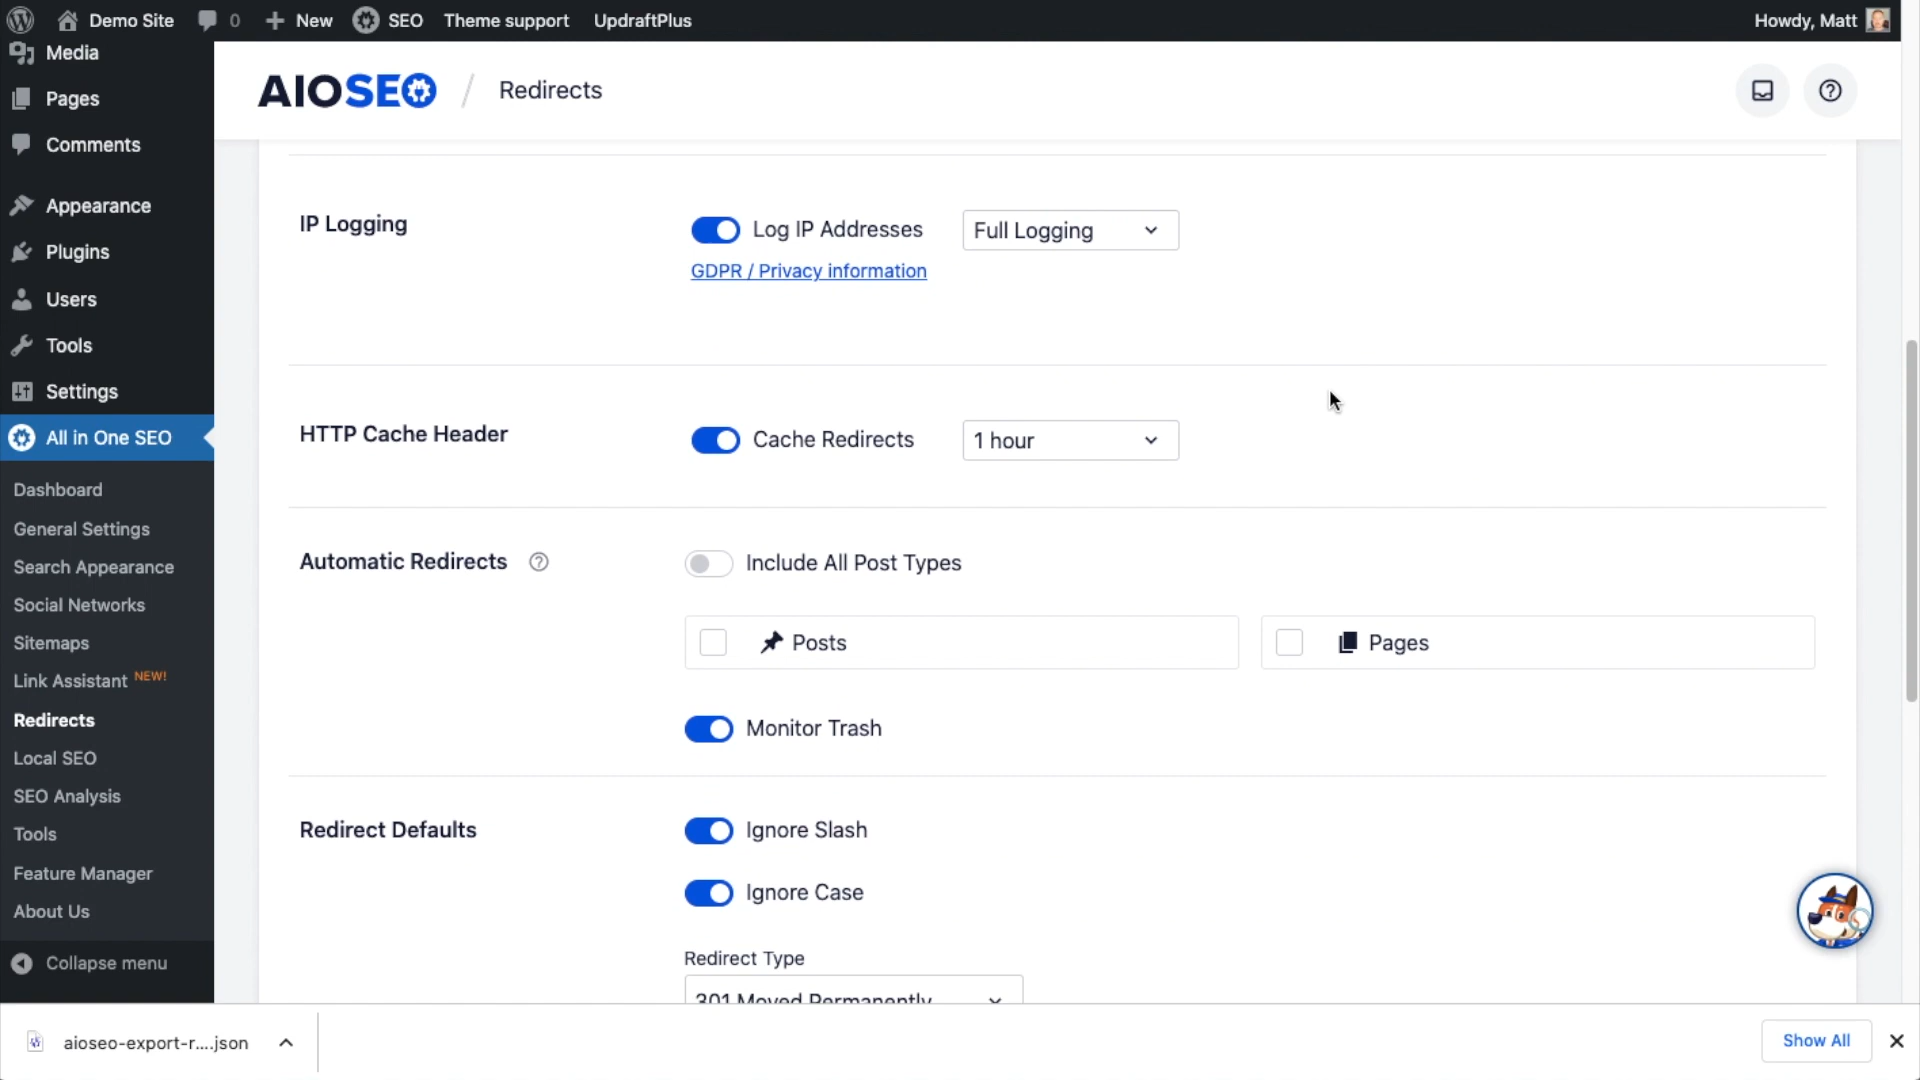 Demo Site 0 New SEO Theme support UpdraftPlus Howdy, Matt
Media
Pages
Comments
Appearance
Plugins
Users
Tools
Settings
All in One SEO
Dashboard
General Settings
Search Appearance
Social Networks
Sitemaps
Link Assistant NEW!
Redirects
Local SEO
SEO Analysis
Tools
Feature Manager
About Us
Collapse menu
AIOSEO / Redirects
IP Logging
Log IP Addresses Full Logging
GDPR / Privacy information
HTTP Cache Header
Cache Redirects 1 hour
Automatic Redirects
Include All Post Types
Posts Pages
Monitor Trash
Redirect Defaults
Ignore Slash
Ignore Case
Redirect Type
301 Moved Permanently
aioseo-export-r....json Show All